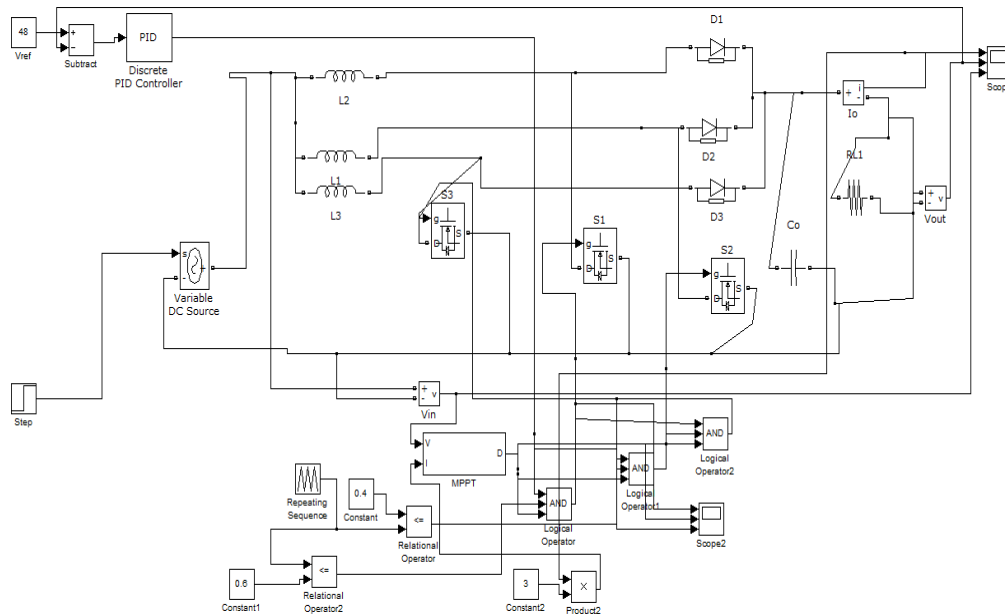 48
Vref
+
−
Subtract
PID
Discrete
PID Controller
L2
L1
L3
D1
D2
D3
+
-
i
Io
Scop
RL1
+
-
v
Vout
Co
S3
g
D
S
S1
g
D
S
S2
g
D
S
s
-
+
Variable
DC Source
Step
+
-
v
Vin
V
I
D
MPPT
AND
Logical
Operator2
AND
Logical
Operator1
AND
Logical
Operator
Scope2
Repeating
Sequence
0.4
Constant
<=
Relational
Operator
0.6
Constant1
<=
Relational
Operator2
3
Constant2
X
Product2